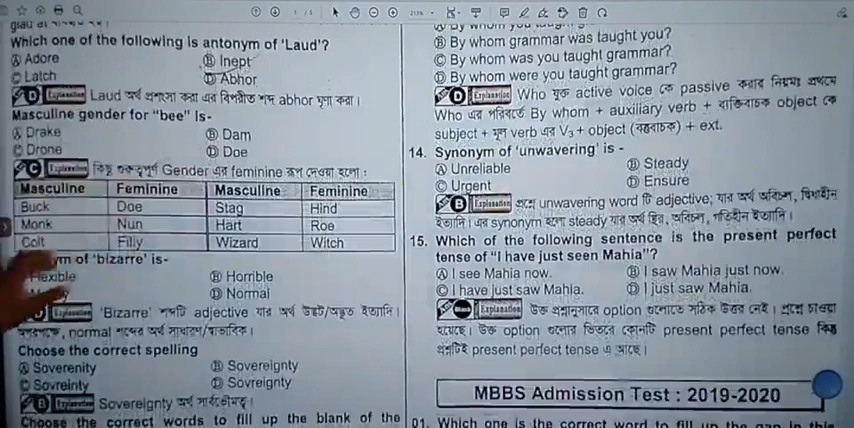 Which one of the following is antonym of 'Laud'?
Ⓐ Adore Ⓑ Inept
Ⓒ Latch Ⓓ Abhor
D Explanation Laud অর্থ প্রশংসা করা এর বিপরীত শব্দ abhor ঘৃণা করা।
Masculine gender for "bee" is-
Ⓐ Drake Ⓑ Dam
Ⓒ Drone Ⓓ Doe
C Explanation কিছু গুরুত্বপূর্ণ Gender এর feminine রূপ দেওয়া হলো :
Masculine Feminine Masculine Feminine
Buck Doe Stag Hind
Monk Nun Hart Roe
Colt Filly Wizard Witch
ym of 'bizarre' is-
Flexible Ⓑ Horrible
Ⓓ Normal
Explanation 'Bizarre' শব্দটি adjective যার অর্থ উদ্ভট/অদ্ভুত ইত্যাদি।
অপরপক্ষে, normal শব্দের অর্থ সাধারণ/স্বাভাবিক।
Choose the correct spelling
Ⓐ Soverenity Ⓑ Sovereignty
Ⓒ Sovreinty Ⓓ Sovreignty
B Explanation Sovereignty অর্থ সার্বভৌমত্ব।
Choose the correct words to fill up the blank of the
Ⓑ By whom grammar was taught you?
Ⓒ By whom was you taught grammar?
Ⓓ By whom were you taught grammar?
D Explanation Who যুক্ত active voice কে passive করার নিয়মঃ প্রথমে
Who এর পরিবর্তে By whom + auxiliary verb + ব্যক্তিবাচক object কে
subject + মূল verb এর V3 + object (বস্তুবাচক) + ext.
14. Synonym of 'unwavering' is -
Ⓐ Unreliable Ⓑ Steady
Ⓒ Urgent Ⓓ Ensure
B Explanation প্রশ্নে unwavering word টি adjective; যার অর্থ অবিচল, দ্বিধাহীন
ইত্যাদি। এর synonym হলো steady যার অর্থ স্থির, অবিচল, গতিহীন ইত্যাদি।
15. Which of the following sentence is the present perfect
tense of "I have just seen Mahia"?
Ⓐ I see Mahia now. Ⓑ I saw Mahia just now.
Ⓒ I have just saw Mahia. Ⓓ I just saw Mahia.
Blank Explanation উক্ত প্রশ্নানুসারে option গুলোতে সঠিক উত্তর নেই। প্রশ্নে চাওয়া
হয়েছে। উক্ত option গুলোর ভিতরে কোনটি present perfect tense কিন্তু
প্রশ্নটিই present perfect tense এ আছে।
MBBS Admission Test : 2019-2020
01. Which one is the correct word to fill up the gap in this